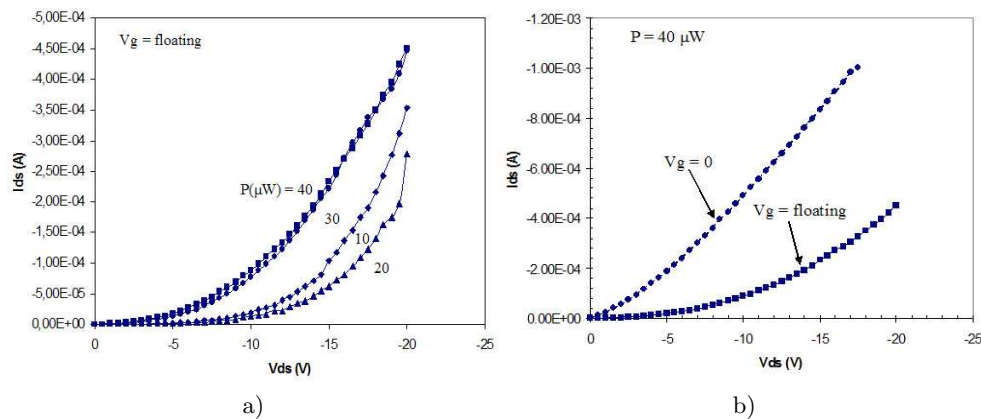 -5,00E-04
-4,50E-04
-4,00E-04
-3,50E-04
-3,00E-04
-2,50E-04
-2,00E-04
-1,50E-04
-1,00E-04
-5,00E-05
0,00E+00
Ids (A)
Vg = floating
P(μW) = 40
30
10
20
0
-5
-10
-15
-20
-25
Vds (V)
a)
-1.20E-03
-1.00E-03
-8.00E-04
-6.00E-04
-4.00E-04
-2.00E-04
0.00E+00
Ids (A)
P = 40 μW
Vg = 0
Vg = floating
0
-5
-10
-15
-20
-25
Vds (V)
b)